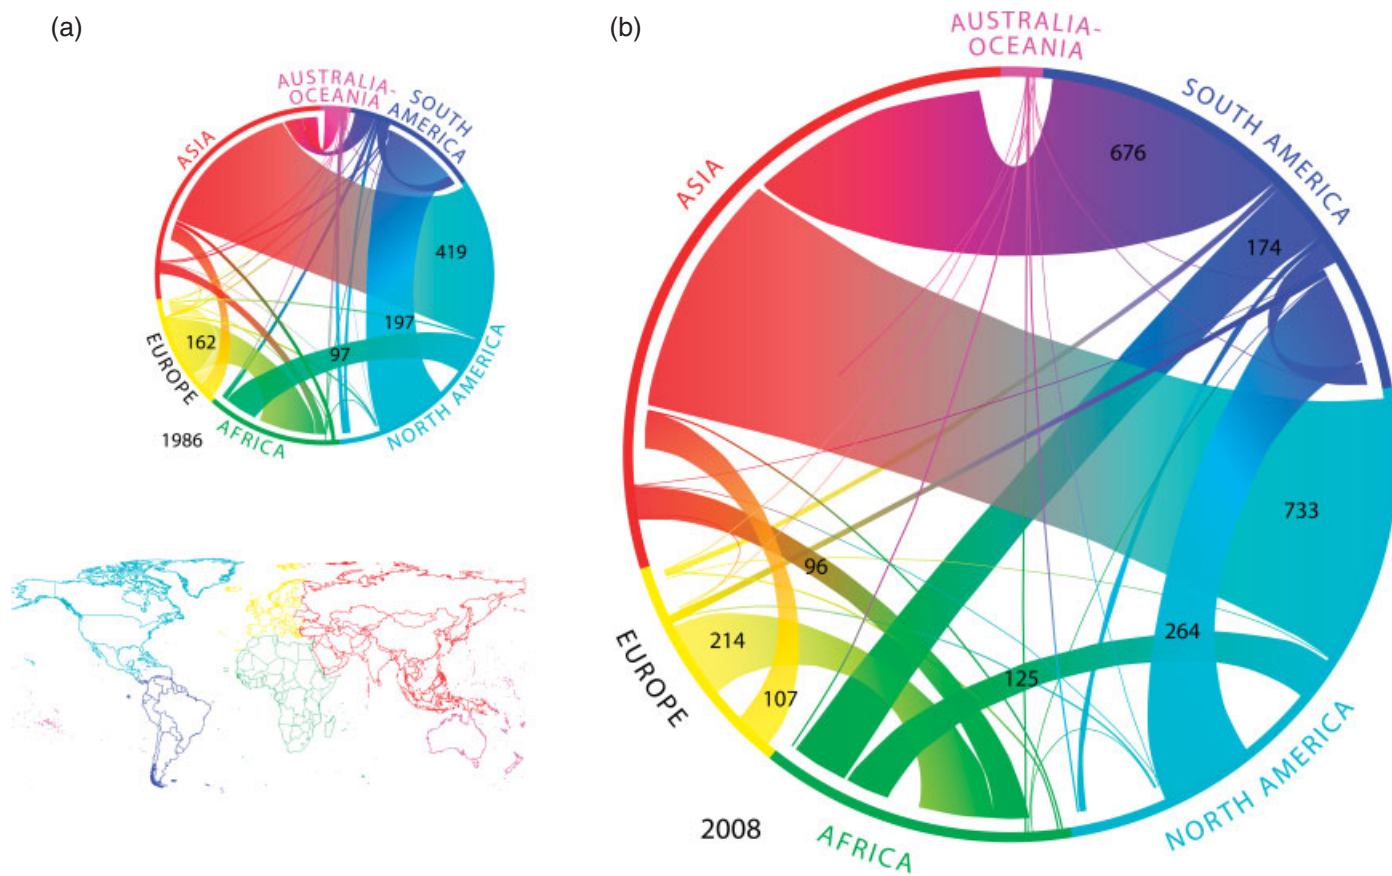 (a)
AUSTRALIA-
OCEANIA
SOUTH
AMERICA
ASIA
419
197
162
97
EUROPE
NORTH AMERICA
AFRICA
1986
(b)
AUSTRALIA-
OCEANIA
SOUTH AMERICA
676
ASIA
174
733
96
264
214
125
107
EUROPE
NORTH AMERICA
2008
AFRICA